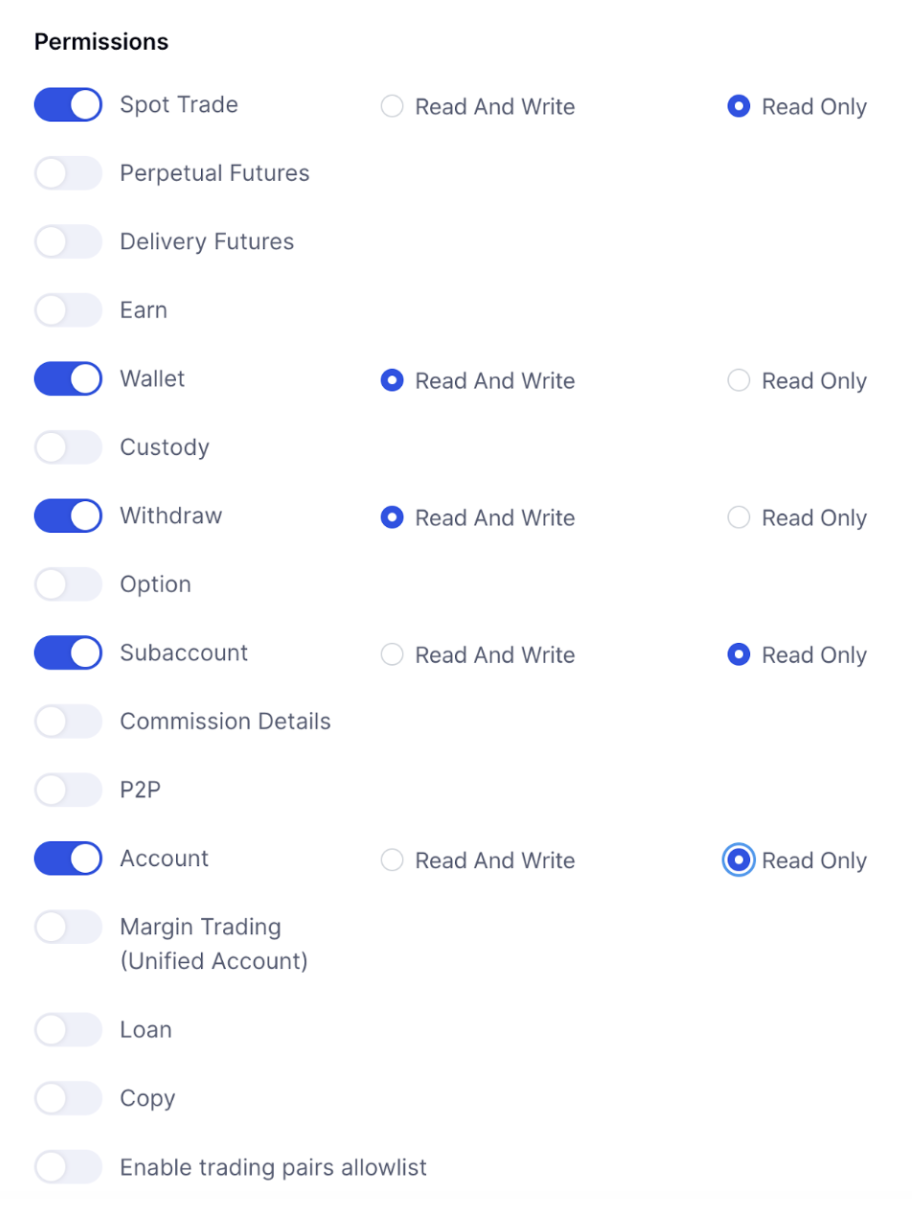 Permissions
Spot Trade Read And Write Read Only
Perpetual Futures
Delivery Futures
Earn
Wallet Read And Write Read Only
Custody
Withdraw Read And Write Read Only
Option
Subaccount Read And Write Read Only
Commission Details
P2P
Account Read And Write Read Only
Margin Trading
(Unified Account)
Loan
Copy
Enable trading pairs allowlist